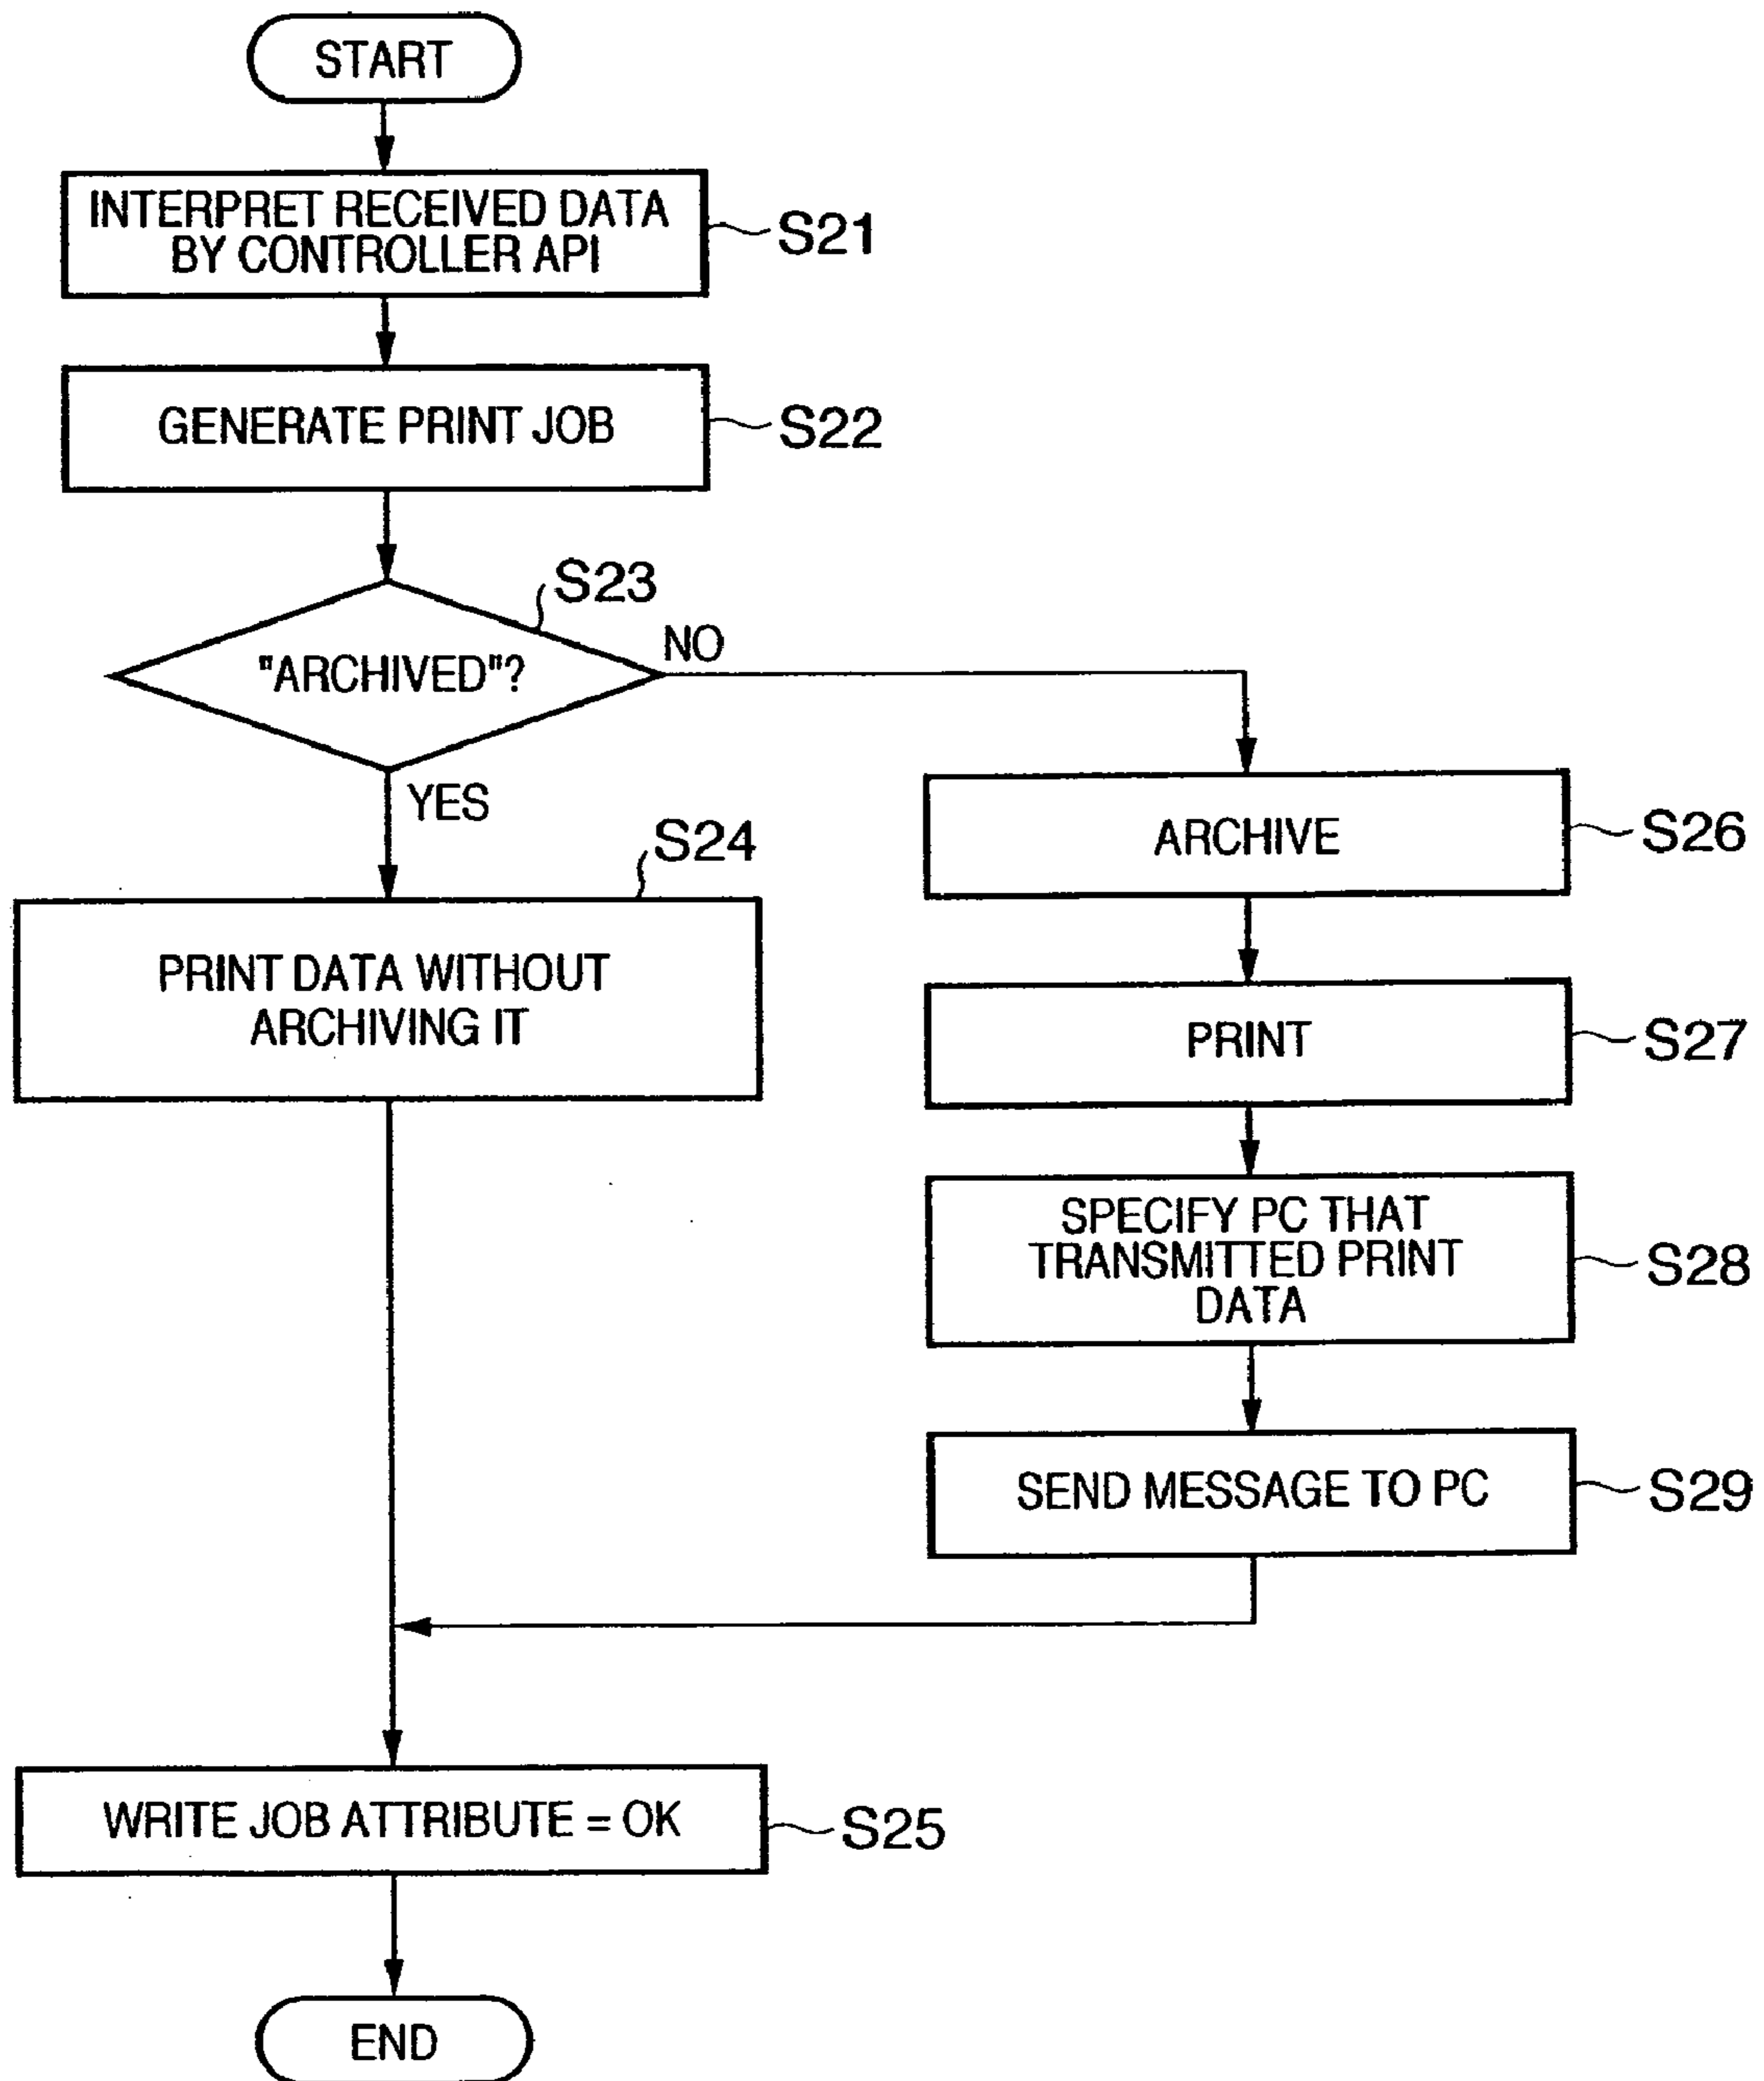 START
INTERPRET RECEIVED DATA
BY CONTROLLER API
S21
GENERATE PRINT JOB
S22
S23
"ARCHIVED"?
NO
YES
S24
PRINT DATA WITHOUT
ARCHIVING IT
ARCHIVE
S26
PRINT
S27
SPECIFY PC THAT
TRANSMITTED PRINT
DATA
S28
SEND MESSAGE TO PC
S29
WRITE JOB ATTRIBUTE = OK
S25
END